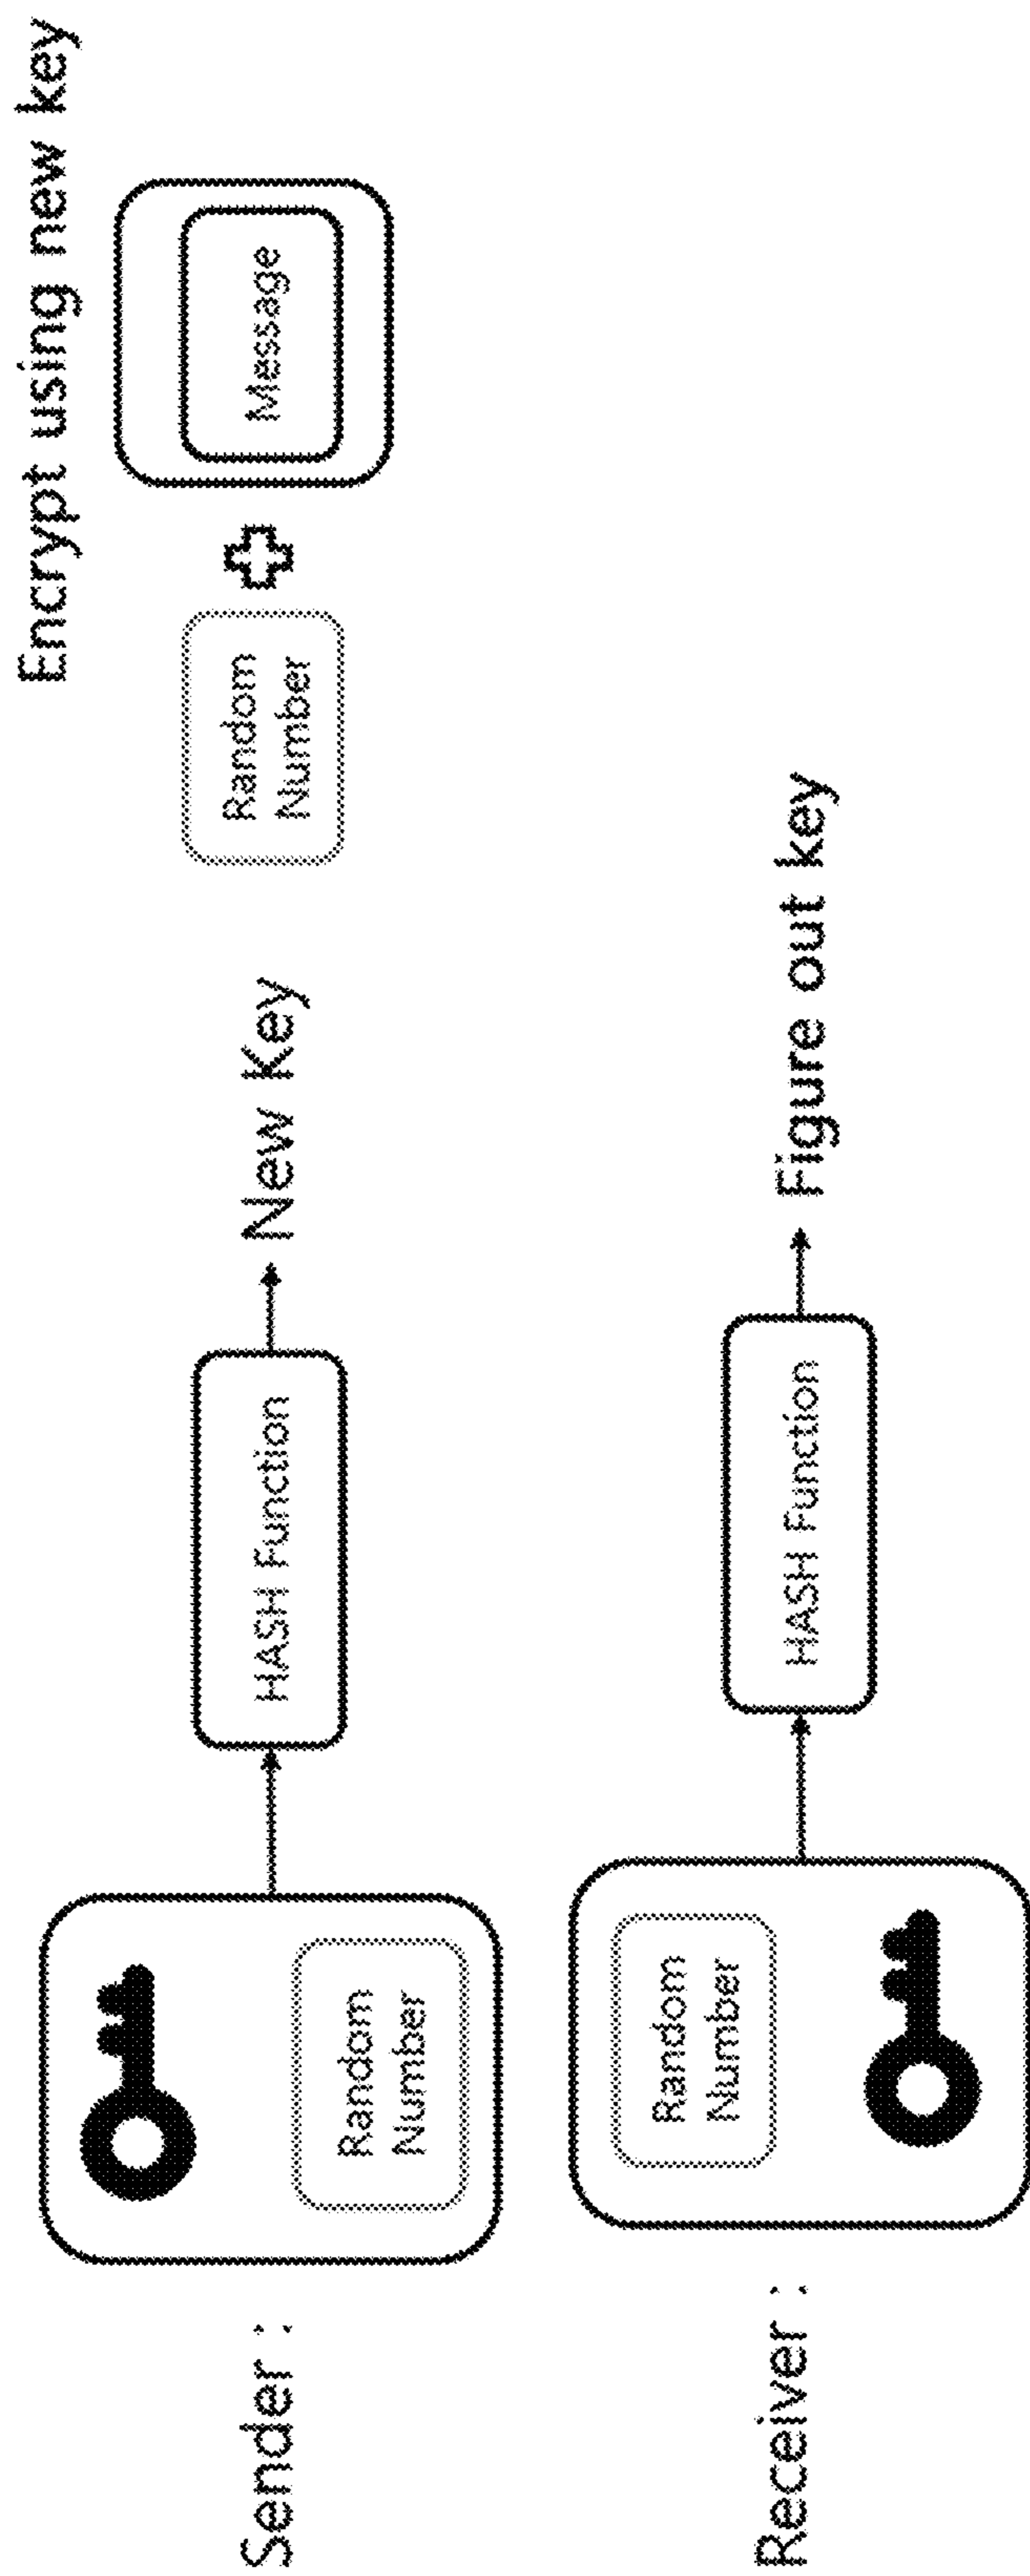 Encrypt using new key
Sender :
Random
Number
HASH Function
New Key
Random
Number
Message
Receiver :
Random
Number
HASH Function
Figure out key